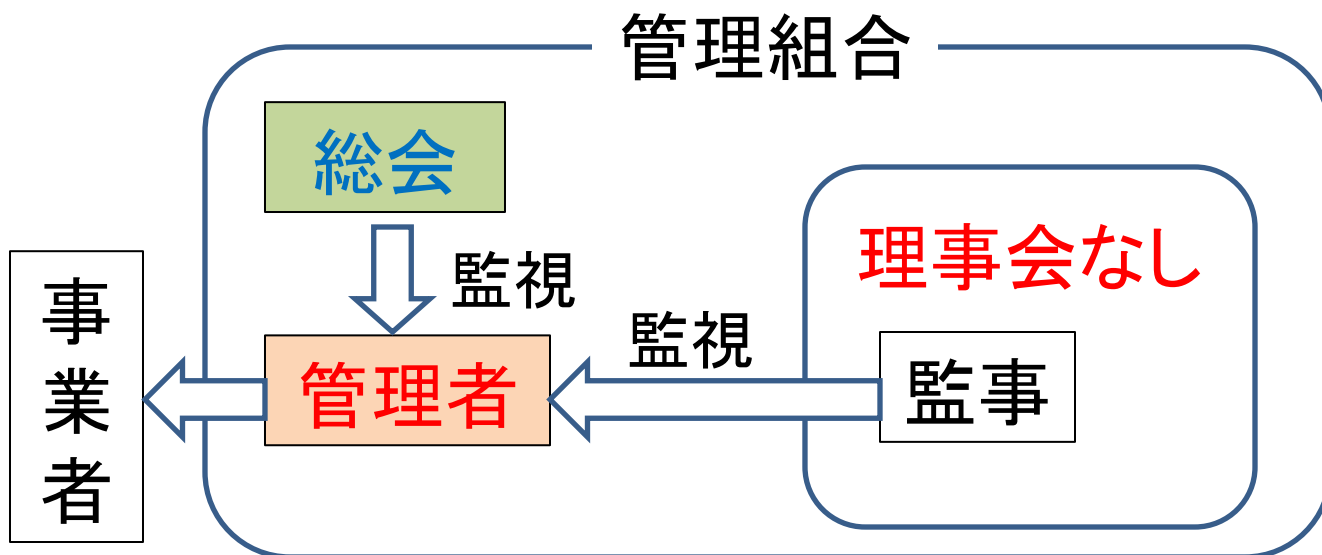 管理組合
総会
監視
理事会なし
事業者
管理者
監視
監事